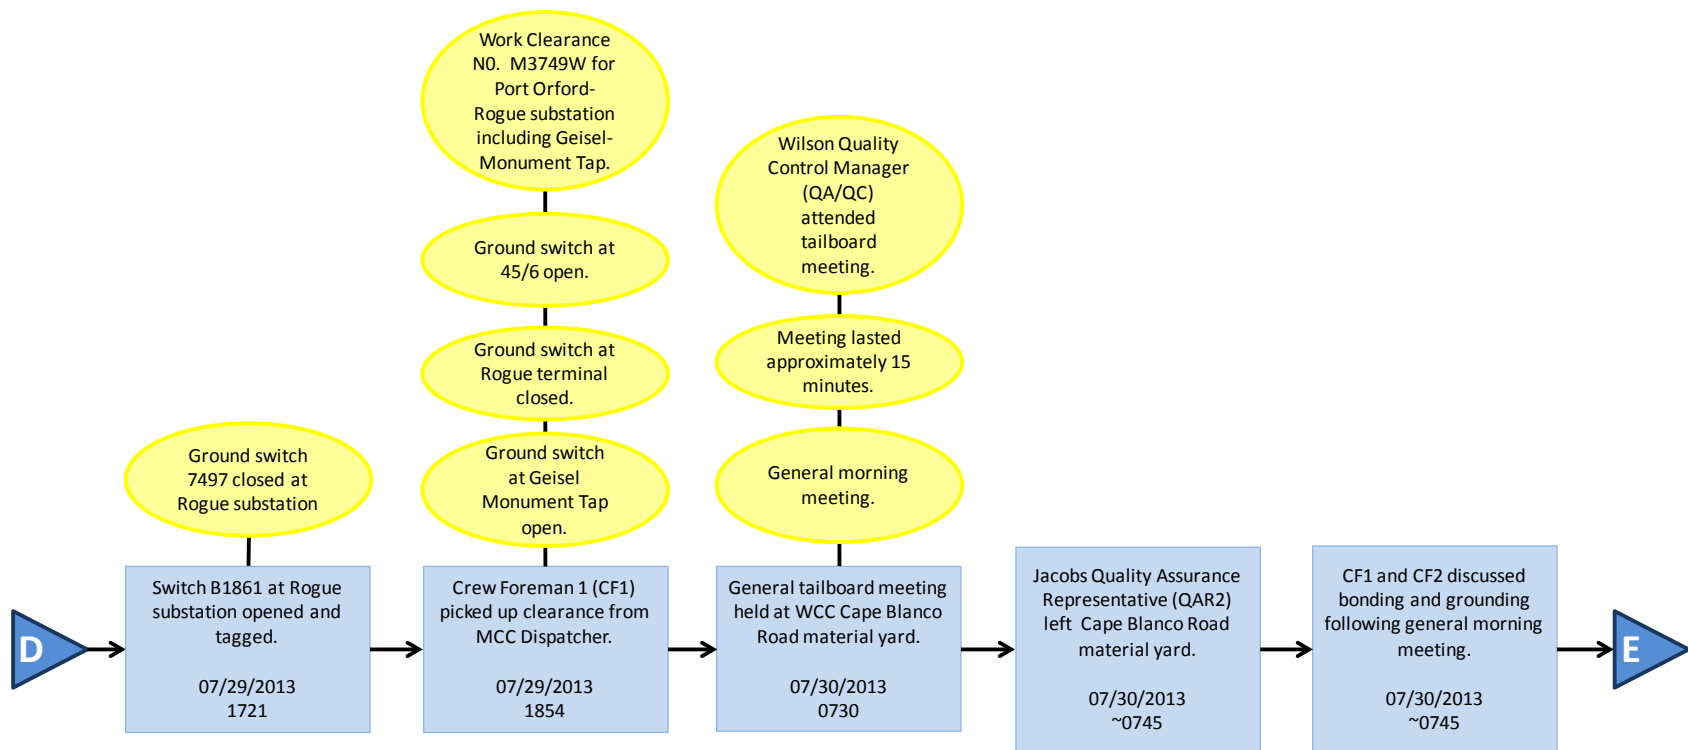 Work Clearance
N0.  M3749W for
Port Orford-
Rogue substation
including Geisel-
Monument Tap.
Ground switch at
45/6 open.
Ground switch at
Rogue terminal
closed.
Ground switch
at Geisel
Monument Tap
open.
Wilson Quality
Control Manager
(QA/QC)
attended
tailboard
meeting.
Meeting lasted
approximately 15
minutes.
General morning
meeting.
Ground switch
7497 closed at
Rogue substation
D
Switch B1861 at Rogue
substation opened and
tagged.
07/29/2013
1721
Crew Foreman 1 (CF1)
picked up clearance from
MCC Dispatcher.
07/29/2013
1854
General tailboard meeting
held at WCC Cape Blanco
Road material yard.
07/30/2013
0730
Jacobs Quality Assurance
Representative (QAR2)
left  Cape Blanco Road
material yard.
07/30/2013
~0745
CF1 and CF2 discussed
bonding and grounding
following general morning
meeting.
07/30/2013
~0745
E